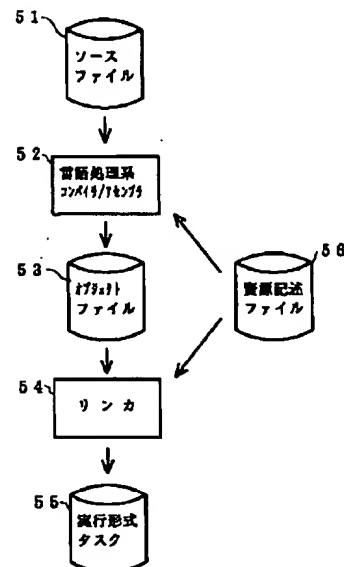 51
ソース
ファイル
52
言語処理系
コンパイラ/アセンブラ
53
オブジェクト
ファイル
56
資源記述
ファイル
54
リンカ
55
実行形式
タスク